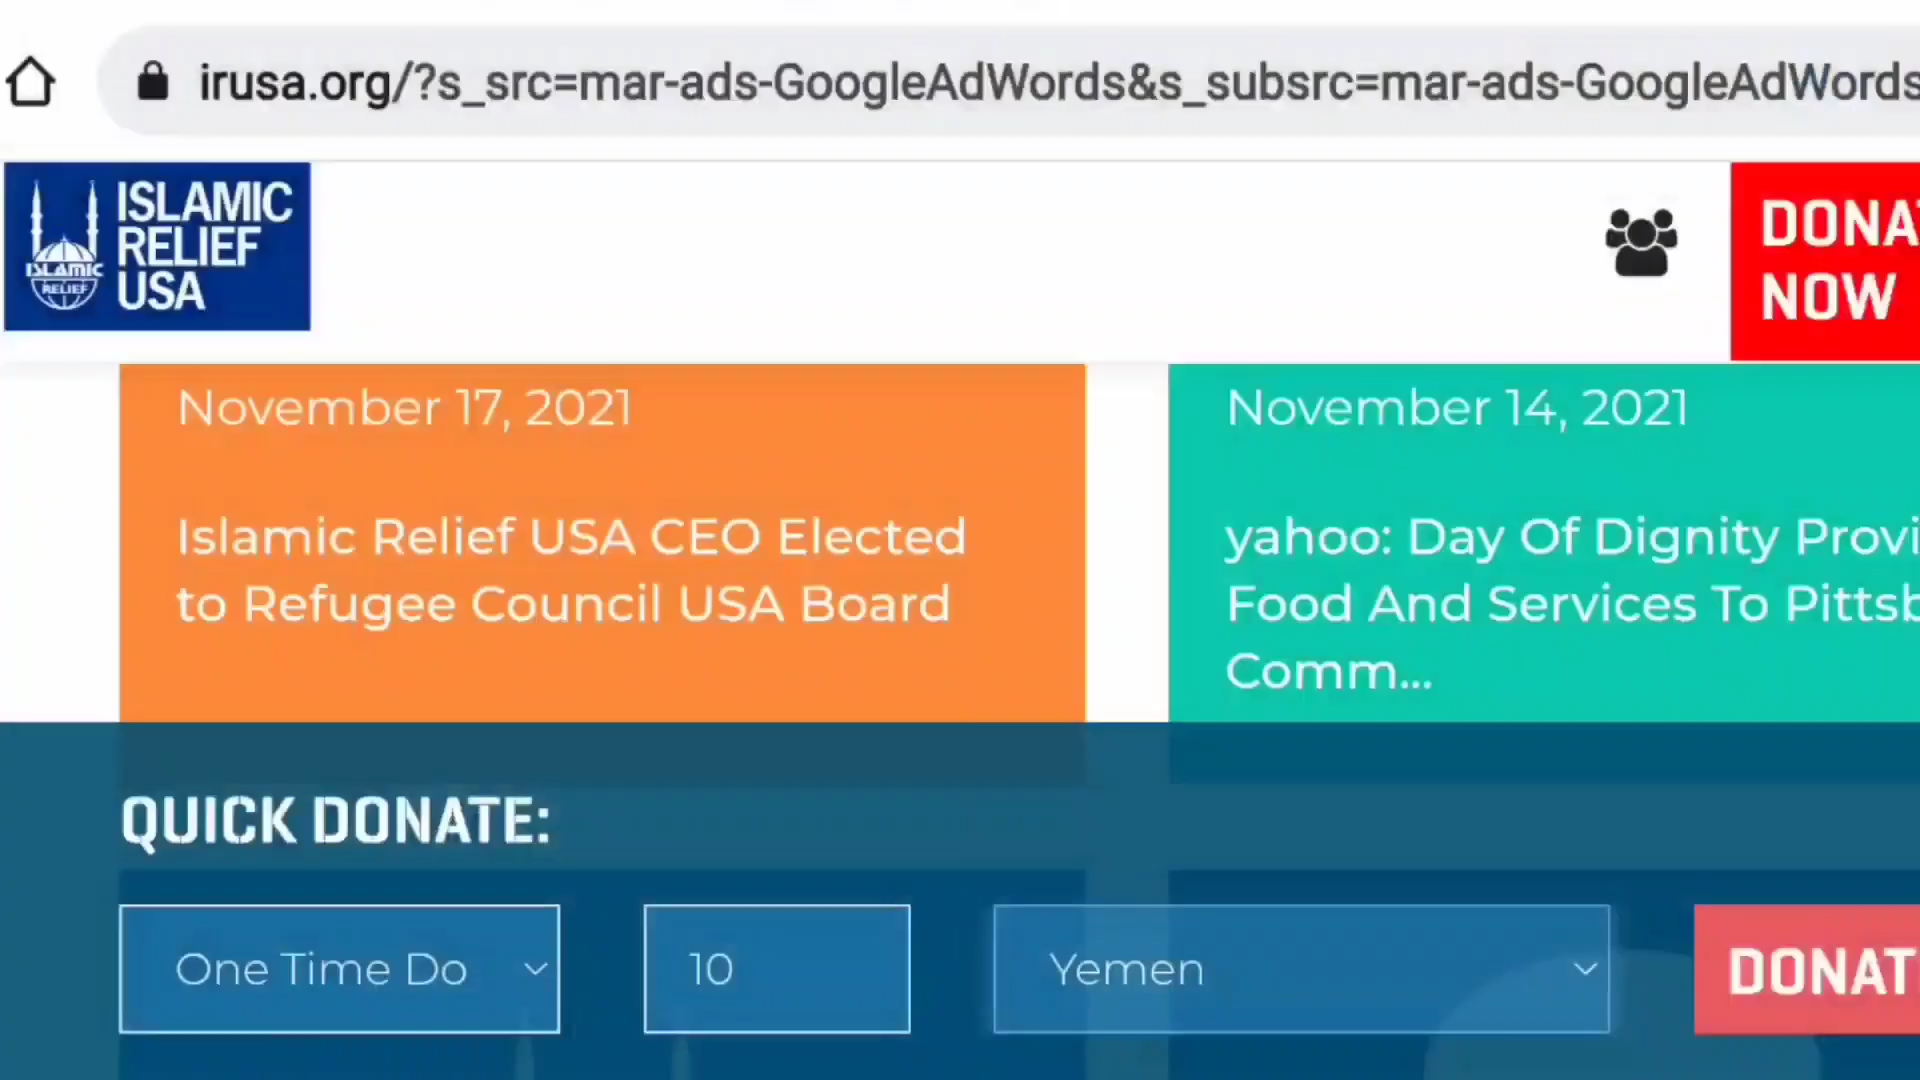 irusa.org/?s_src=mar-ads-GoogleAdWords&s_subsrc=mar-ads-GoogleAdWords
ISLAMIC
RELIEF
USA
ISLAMIC
RELIEF
DONA
NOW
November 17, 2021
Islamic Relief USA CEO Elected
to Refugee Council USA Board
November 14, 2021
yahoo: Day Of Dignity Provi
Food And Services To Pittsb
Comm...
QUICK DONATE:
One Time Do
10
Yemen
DONAT